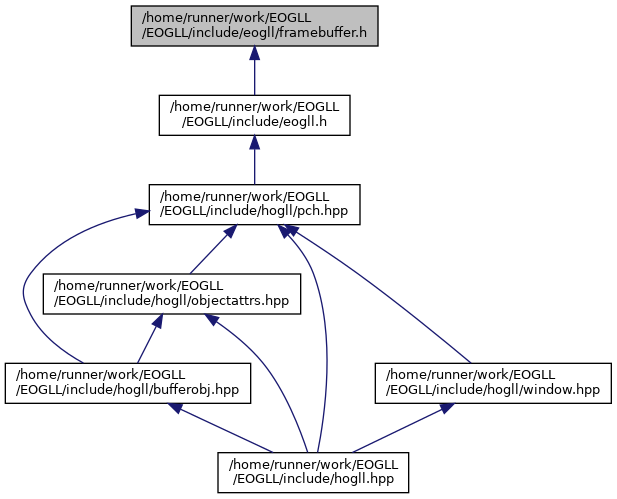 /home/runner/work/EOGLL
/EOGLL/include/eogll/framebuffer.h
/home/runner/work/EOGLL
/EOGLL/include/eogll.h
/home/runner/work/EOGLL
/EOGLL/include/hogll/pch.hpp
/home/runner/work/EOGLL
/EOGLL/include/hogll/objectattrs.hpp
/home/runner/work/EOGLL
/EOGLL/include/hogll/bufferobj.hpp
/home/runner/work/EOGLL
/EOGLL/include/hogll/window.hpp
/home/runner/work/EOGLL
/EOGLL/include/hogll.hpp